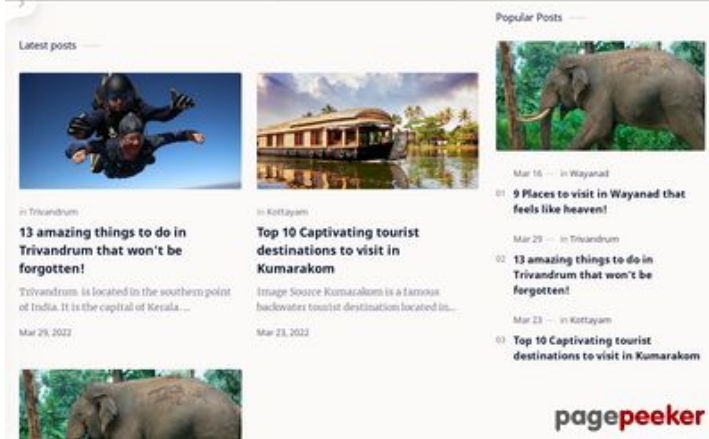 Latest posts
in Trivandrum
13 amazing things to do in
Trivandrum that won't be
forgotten!
Trivandrum is located in the southern point
of India. It is the capital of Kerala. ...
Mar 29, 2022
in Kottayam
Top 10 Captivating tourist
destinations to visit in
Kumarakom
Image Source Kumarakom is a famous
backwater tourist destination located in...
Mar 23, 2022
Popular Posts
Mar 16 — in Wayanad
01 9 Places to visit in Wayanad that
feels like heaven!
Mar 29 — in Trivandrum
02 13 amazing things to do in
Trivandrum that won't be
forgotten!
Mar 23 — in Kottayam
03 Top 10 Captivating tourist
destinations to visit in Kumarakom
pagepeeker